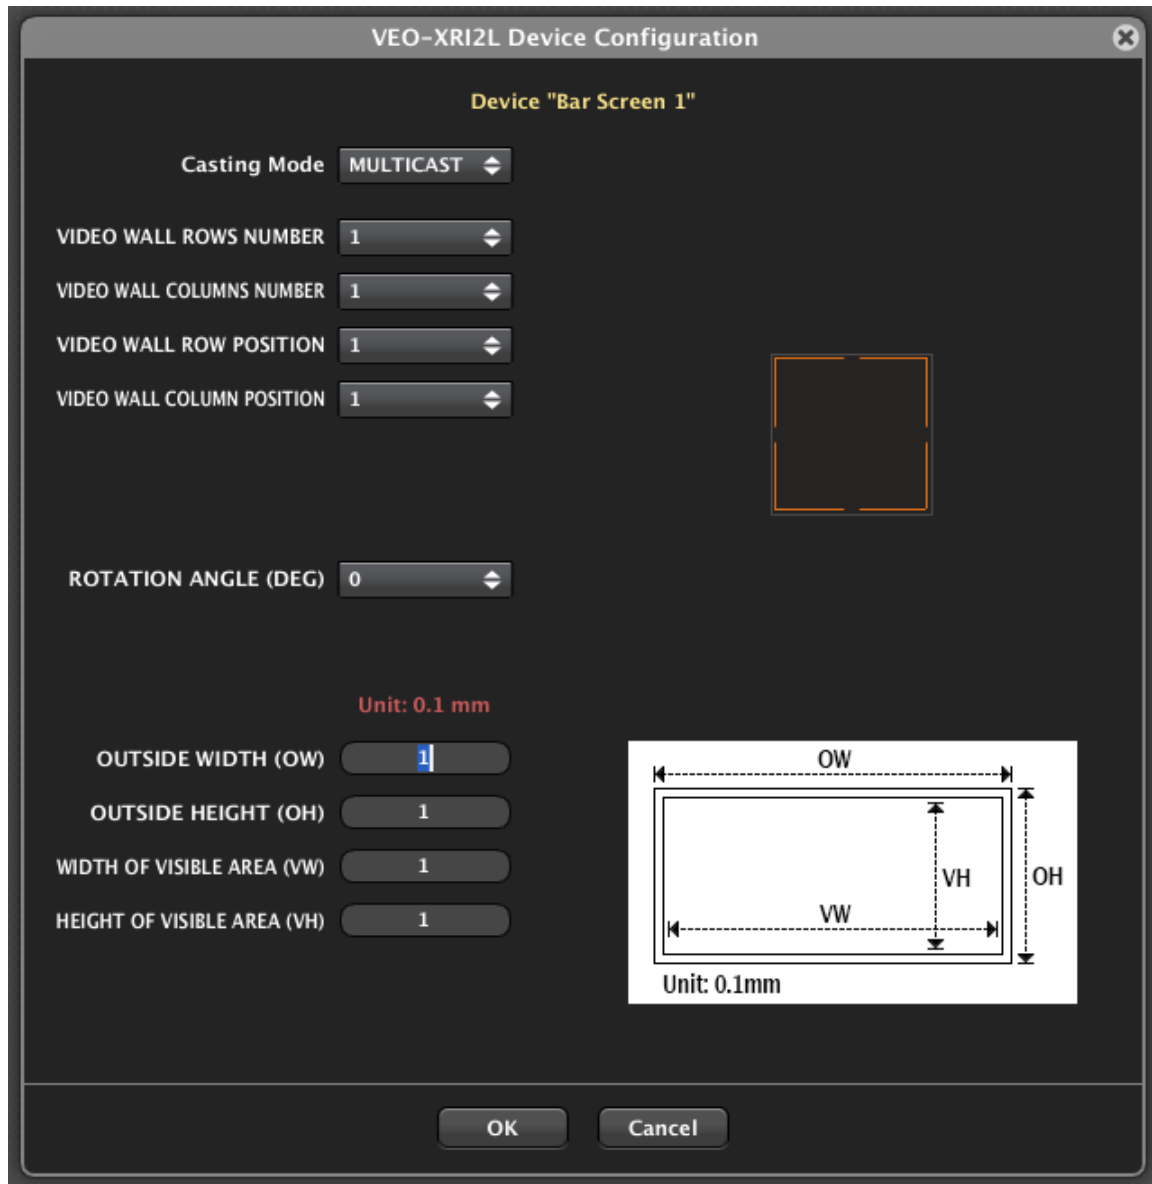 VEO-XRI2L Device Configuration
Device "Bar Screen 1"
Casting Mode MULTICAST
VIDEO WALL ROWS NUMBER 1
VIDEO WALL COLUMNS NUMBER 1
VIDEO WALL ROW POSITION 1
VIDEO WALL COLUMN POSITION 1
ROTATION ANGLE (DEG) 0
Unit: 0.1 mm
OUTSIDE WIDTH (OW) 1
OUTSIDE HEIGHT (OH) 1
WIDTH OF VISIBLE AREA (VW) 1
HEIGHT OF VISIBLE AREA (VH) 1
OW
VH
OH
VW
Unit: 0.1mm
OK
Cancel